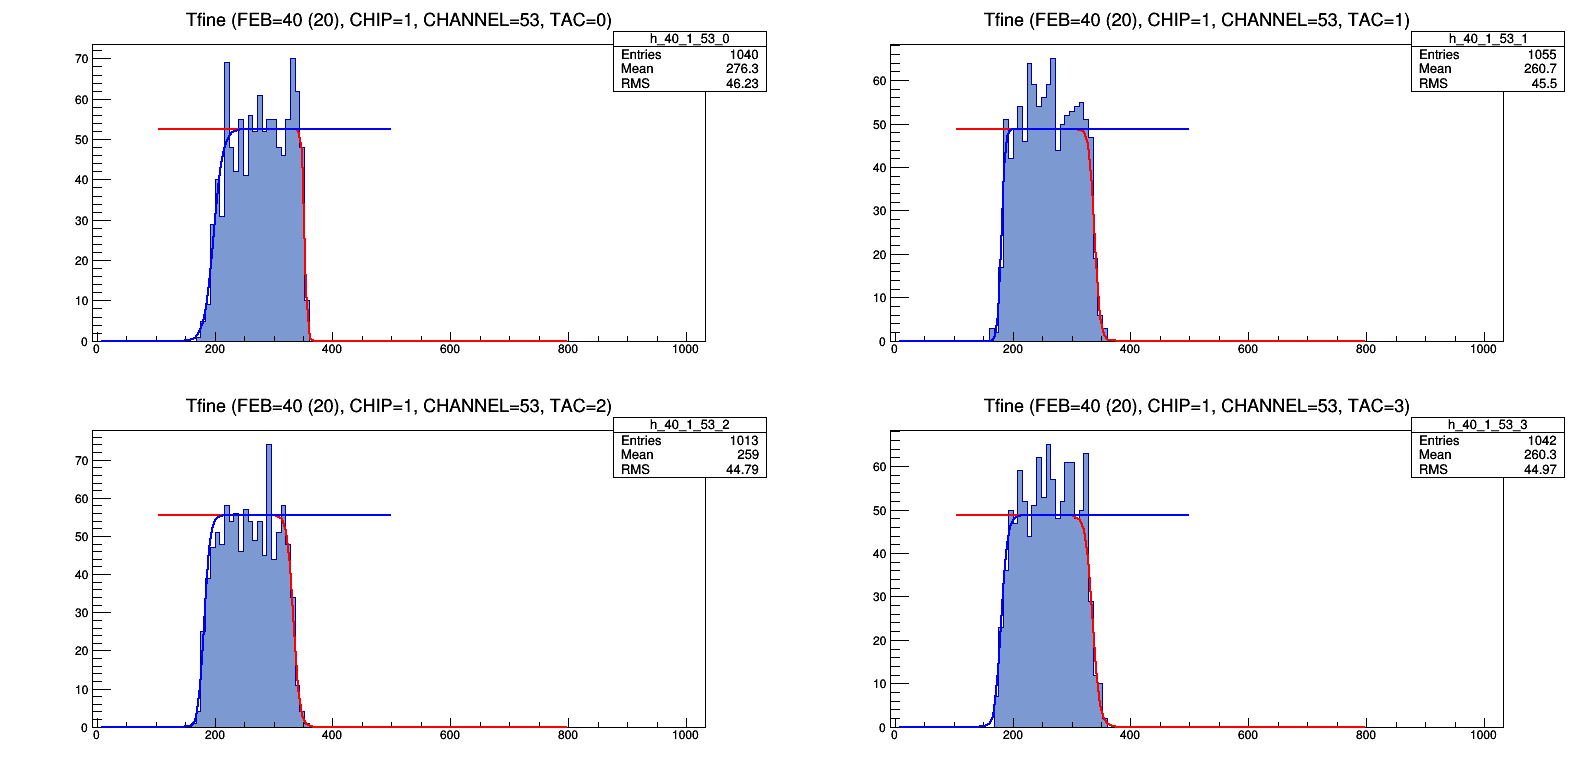 Tfine (FEB=40 (20), CHIP=1, CHANNEL=53, TAC=0)
h_40_1_53_0
Entries 1040
Mean 276.3
RMS 46.23
70
60
50
40
30
20
10
0
0 200 400 600 800 1000
Tfine (FEB=40 (20), CHIP=1, CHANNEL=53, TAC=1)
h_40_1_53_1
Entries 1055
Mean 260.7
RMS 45.5
60
50
40
30
20
10
0
0 200 400 600 800 1000
Tfine (FEB=40 (20), CHIP=1, CHANNEL=53, TAC=2)
h_40_1_53_2
Entries 1013
Mean 259
RMS 44.79
70
60
50
40
30
20
10
0
0 200 400 600 800 1000
Tfine (FEB=40 (20), CHIP=1, CHANNEL=53, TAC=3)
h_40_1_53_3
Entries 1042
Mean 260.3
RMS 44.97
60
50
40
30
20
10
0
0 200 400 600 800 1000